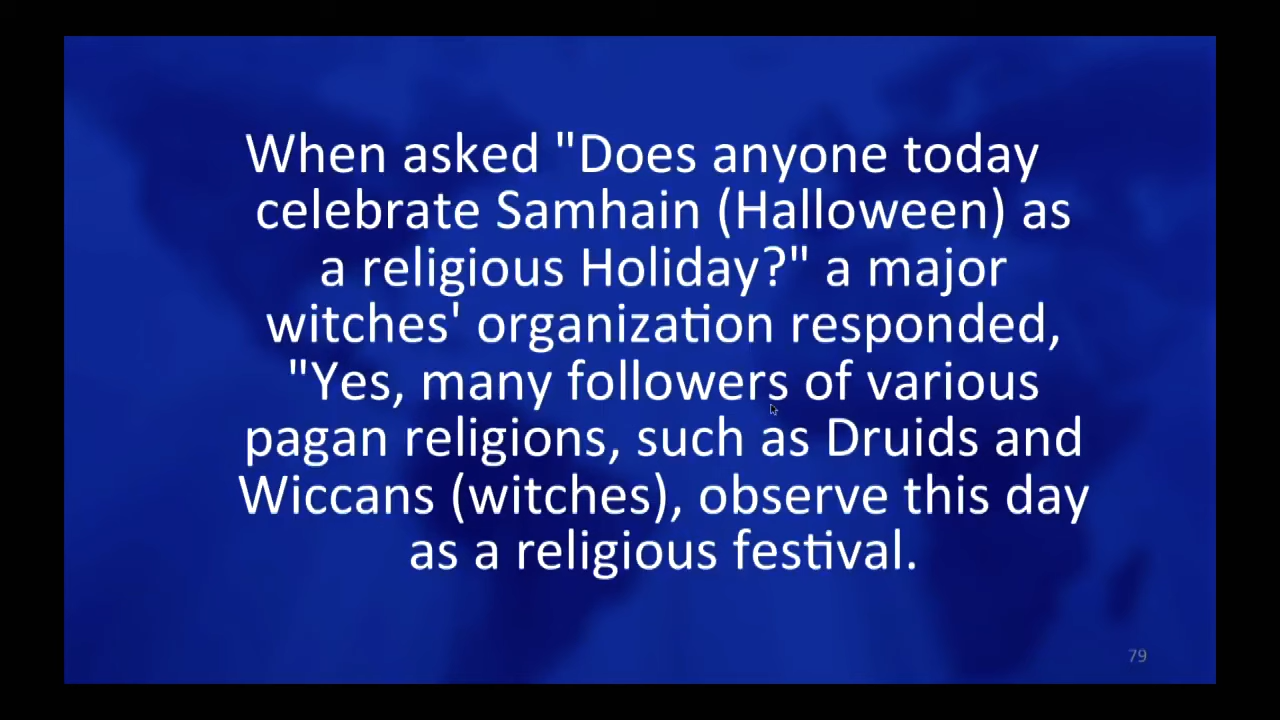 When asked "Does anyone today
celebrate Samhain (Halloween) as
a religious Holiday?" a major
witches' organization responded,
"Yes, many followers of various
pagan religions, such as Druids and
Wiccans (witches), observe this day
as a religious festival.
79